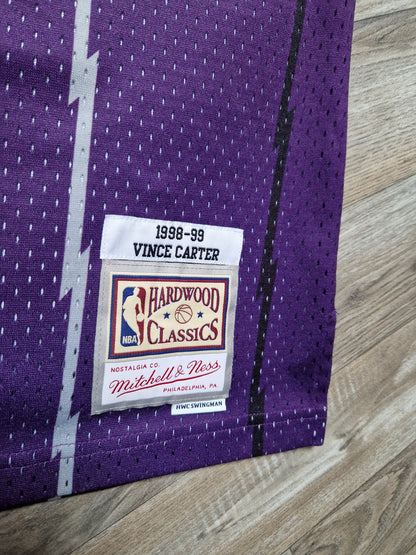 1998-99
VINCE CARTER
NBA
HARDWOOD
CLASSICS
NOSTALGIA CO.
Mitchell & Ness
PHILADELPHIA, PA.
HWC SWINGMAN